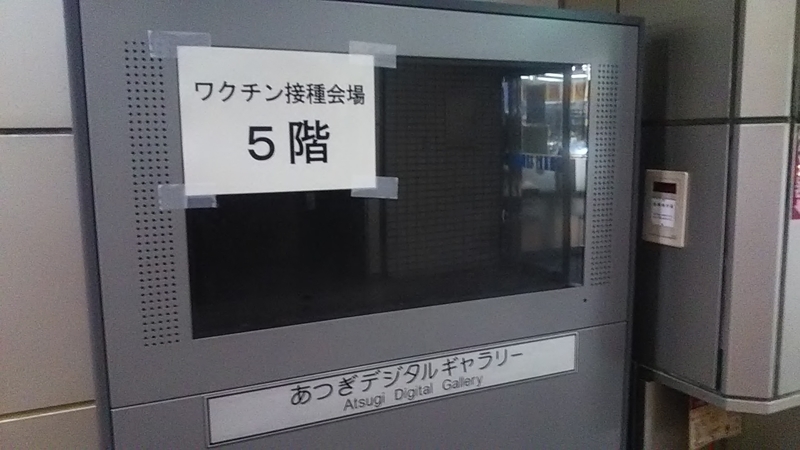 ワクチン接種会場
5階
あつぎデジタルギャラリー
Atsugi Digital Gallery